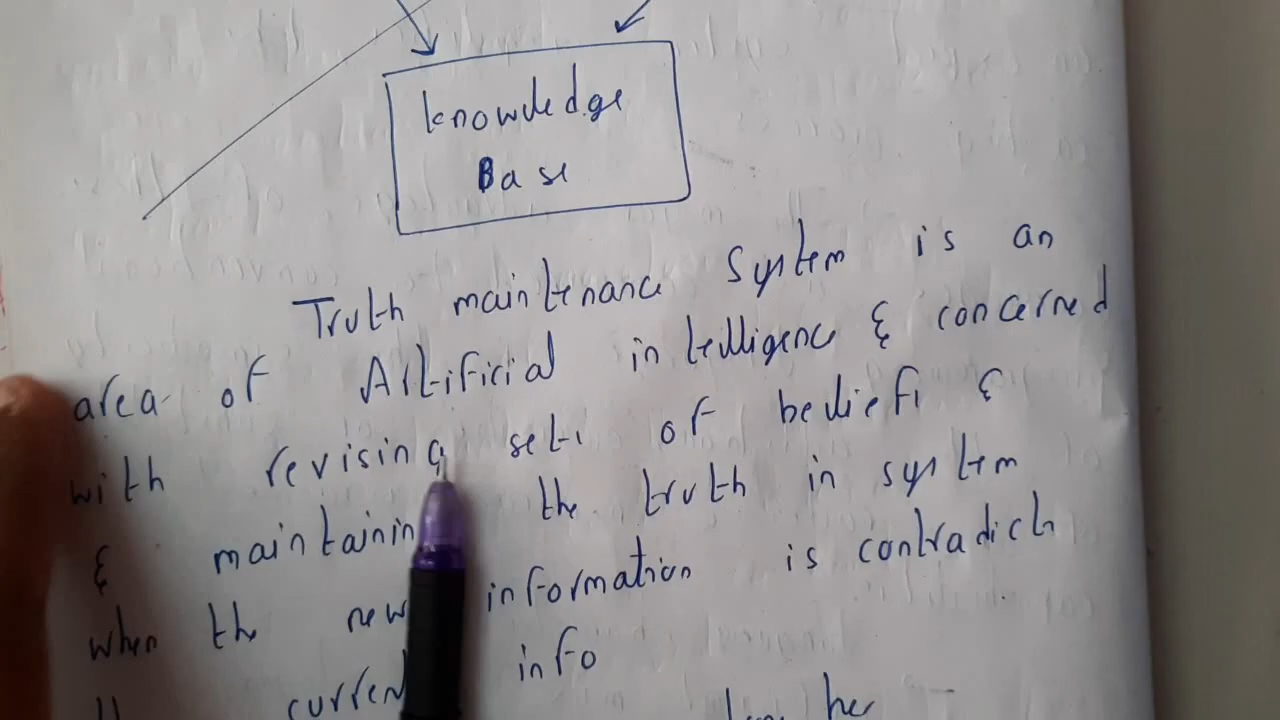 knowledge
Base
Truth maintenance System is an
area of Artificial intelligence & concerned
with revising sets of beliefs &
& maintaining the truth in system
when the new information is contradicts
current info